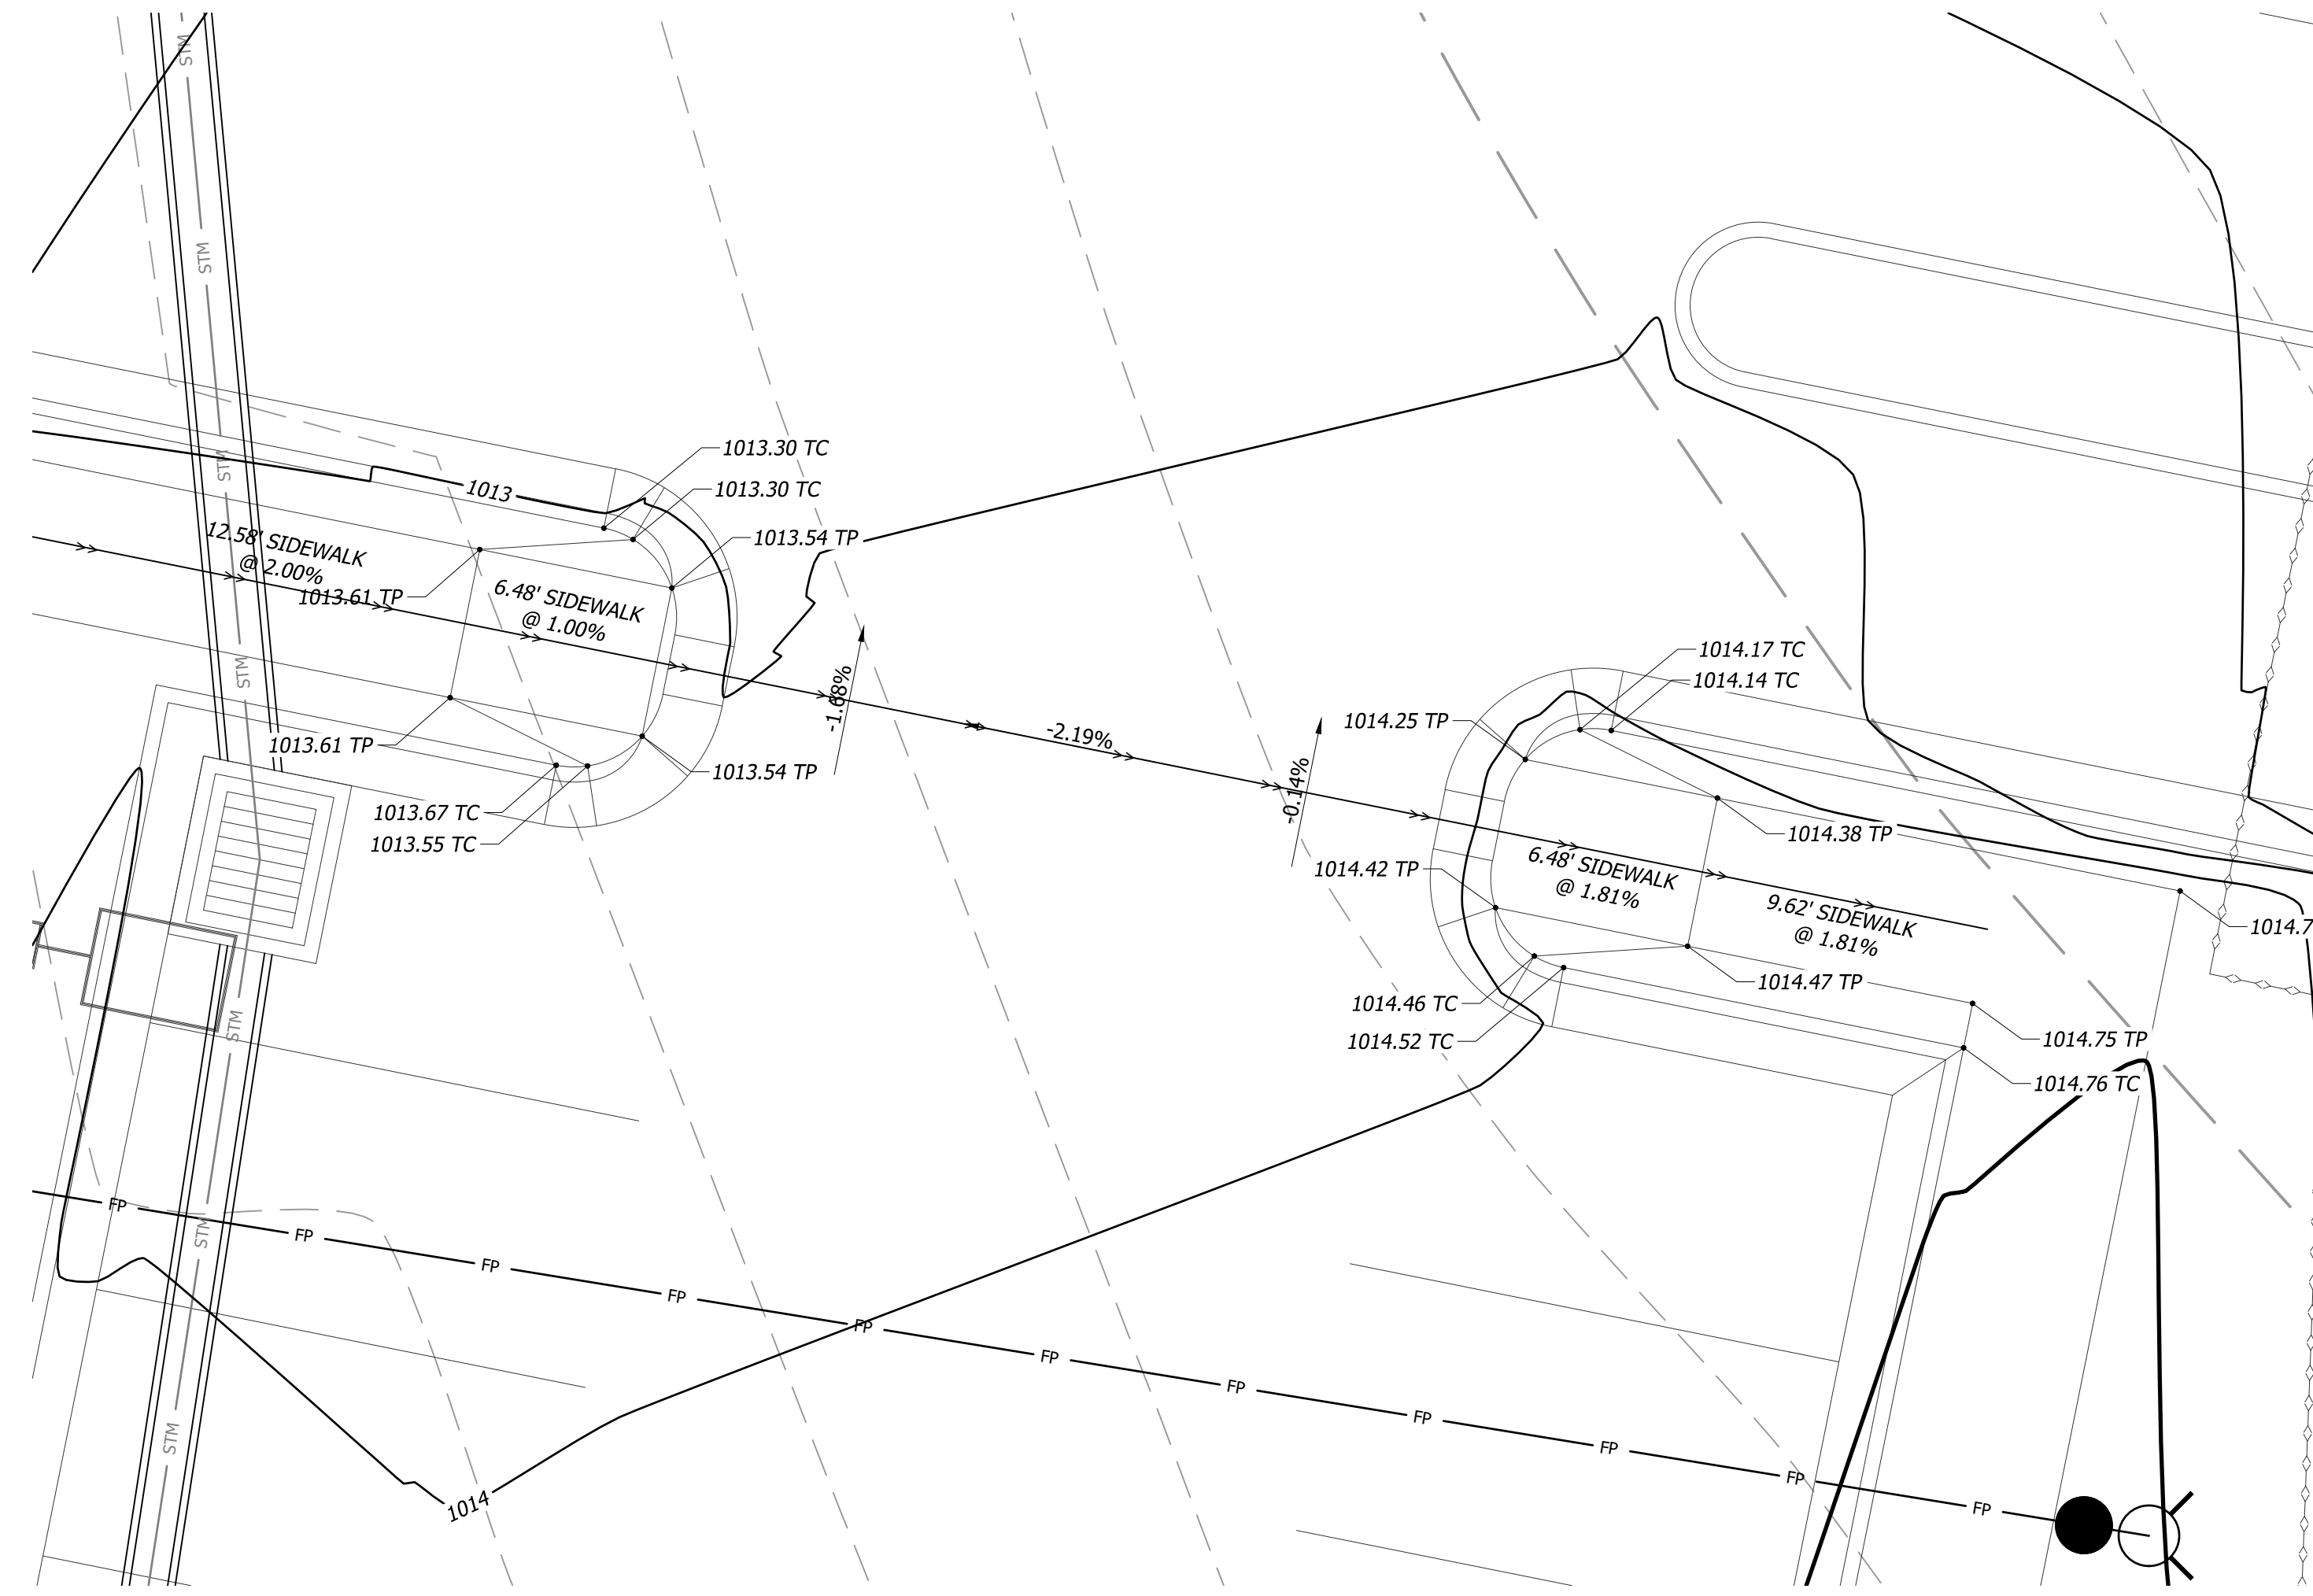 STM
STM
1013.30 TC
STM
1013
1013.30 TC
12.58' SIDEWALK
@ 2.00%
1013.54 TP
1013.61 TP
6.48' SIDEWALK
@ 1.00%
STM
-1.68%
1014.17 TC
1014.14 TC
1014.25 TP
-2.19%
1013.61 TP
1013.54 TP
-0.14%
1013.67 TC
1013.55 TC
1014.38 TP
1014.42 TP
6.48' SIDEWALK
@ 1.81%
9.62' SIDEWALK
@ 1.81%
1014.7
1014.47 TP
1014.46 TC
STM
1014.52 TC
1014.75 TP
1014.76 TC
FP
STM
FP
FP
FP
FP
FP
FP
FP
STM
FP
FP
FP
1014